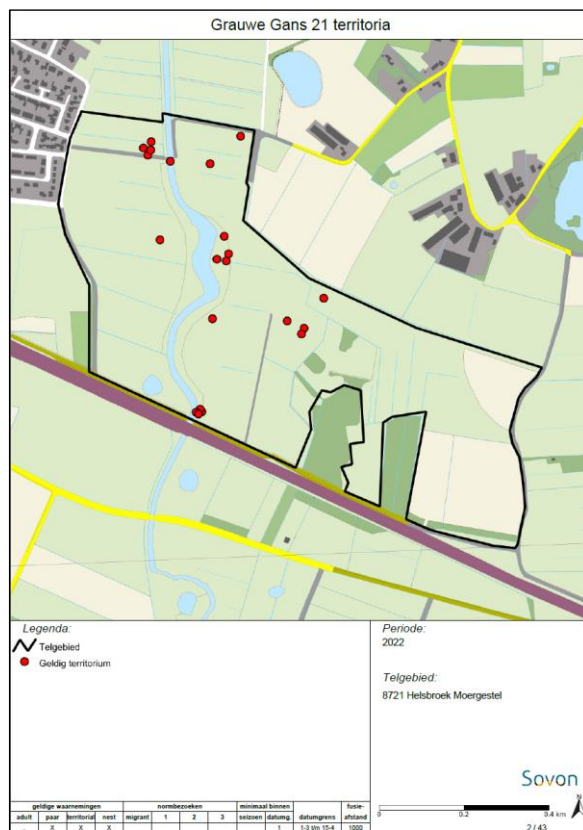 Grauwe Gans 21 territoria
Legenda:
Telgebied
Geldig territorium
Periode:
2022
Telgebied:
8721 Helsbroek Moergestel
Sovon
0 0.2 0.4 km
N
geldige waarnemingen normbezoeken minimaal binnen fusie-
adult paar territorial nest migrant 1 2 3 seizoen datumg. datumgrens afstand
. X X X 1 1-3 t/m 15-4 1000
2 / 43